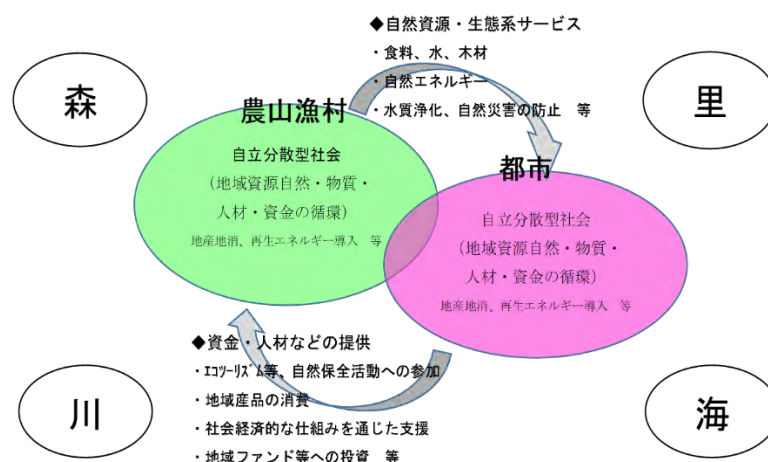 ◆自然資源・生態系サービス
・食料、水、木材
・自然エネルギー
・水質浄化、自然災害の防止　等
森
里
農山漁村
自立分散型社会
（地域資源自然・物質・
人材・資金の循環）
地産地消、再生エネルギー導入　等
都市
自立分散型社会
（地域資源自然・物質・
人材・資金の循環）
地産地消、再生エネルギー導入　等
◆資金・人材などの提供
・ｴｺﾂｰﾘｽﾞﾑ等、自然保全活動への参加
・地域産品の消費
・社会経済的な仕組みを通じた支援
・地域ファンド等への投資　等
川
海